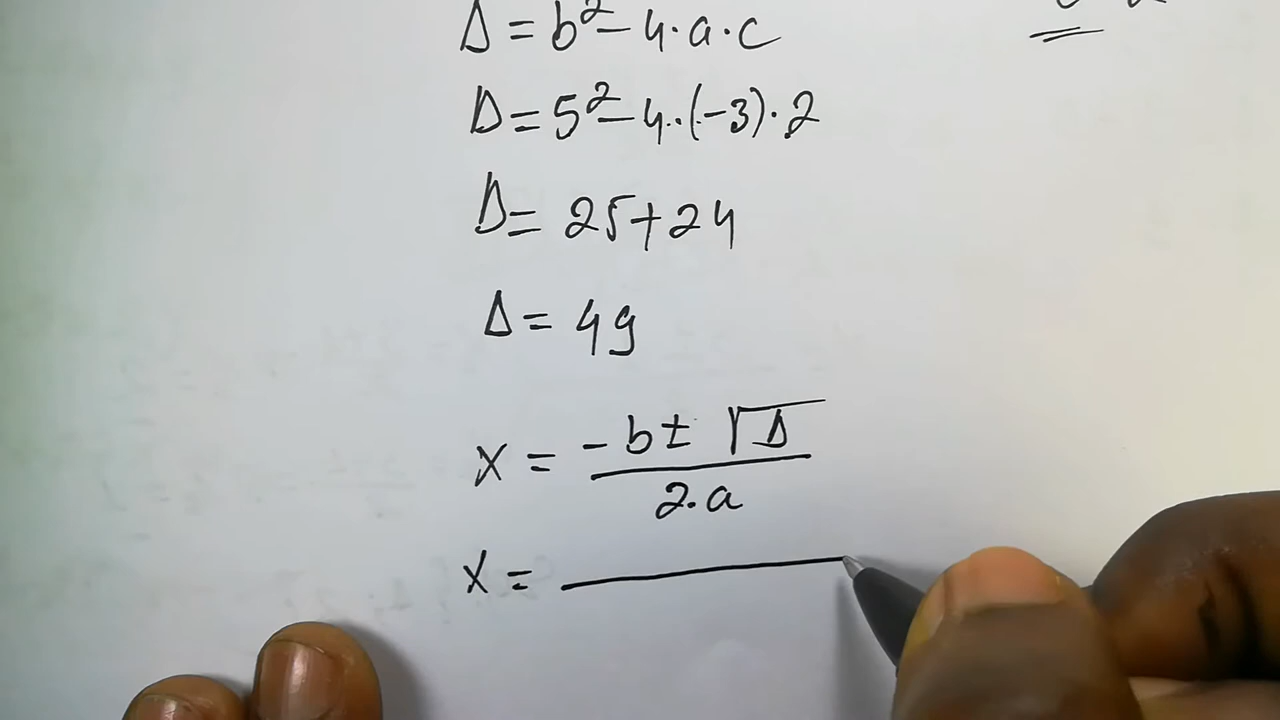 Δ = b² - 4·a·c
Δ = 5² - 4·(-3)·2
Δ = 25 + 24
Δ = 49
x = (-b ± √Δ) / (2·a)
x =